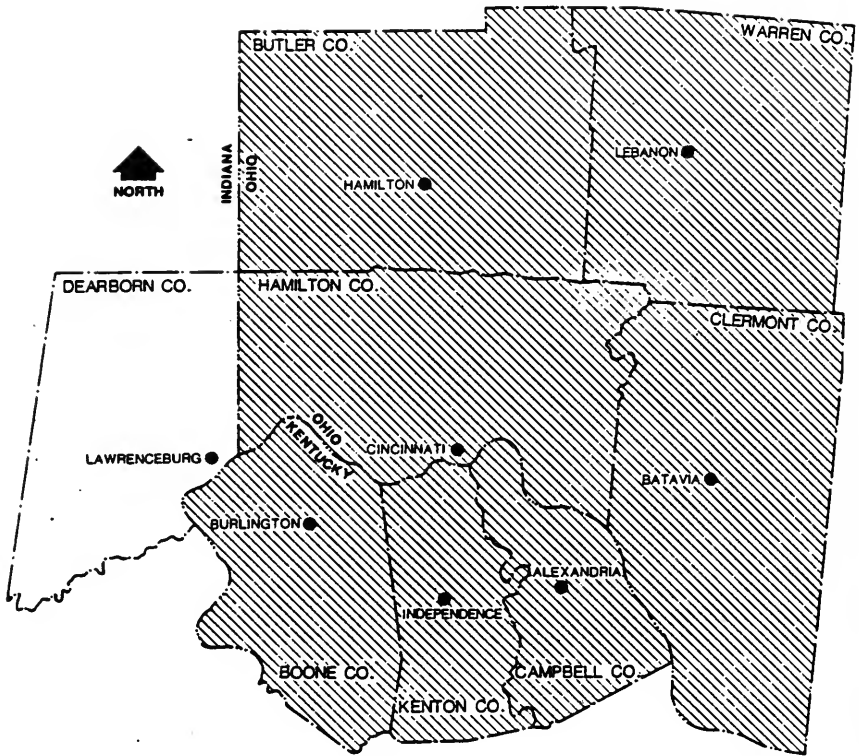 BUTLER CO.
WARREN CO.
LEBANON
HAMILTON
NORTH
INDIANA
OHIO
DEARBORN CO.
HAMILTON CO.
CLERMONT CO.
OHIO
KENTUCKY
CINCINNATI
LAWRENCEBURG
BATAVIA
BURLINGTON
ALEXANDRIA
INDEPENDENCE
BOONE CO.
CAMPBELL CO.
KENTON CO.